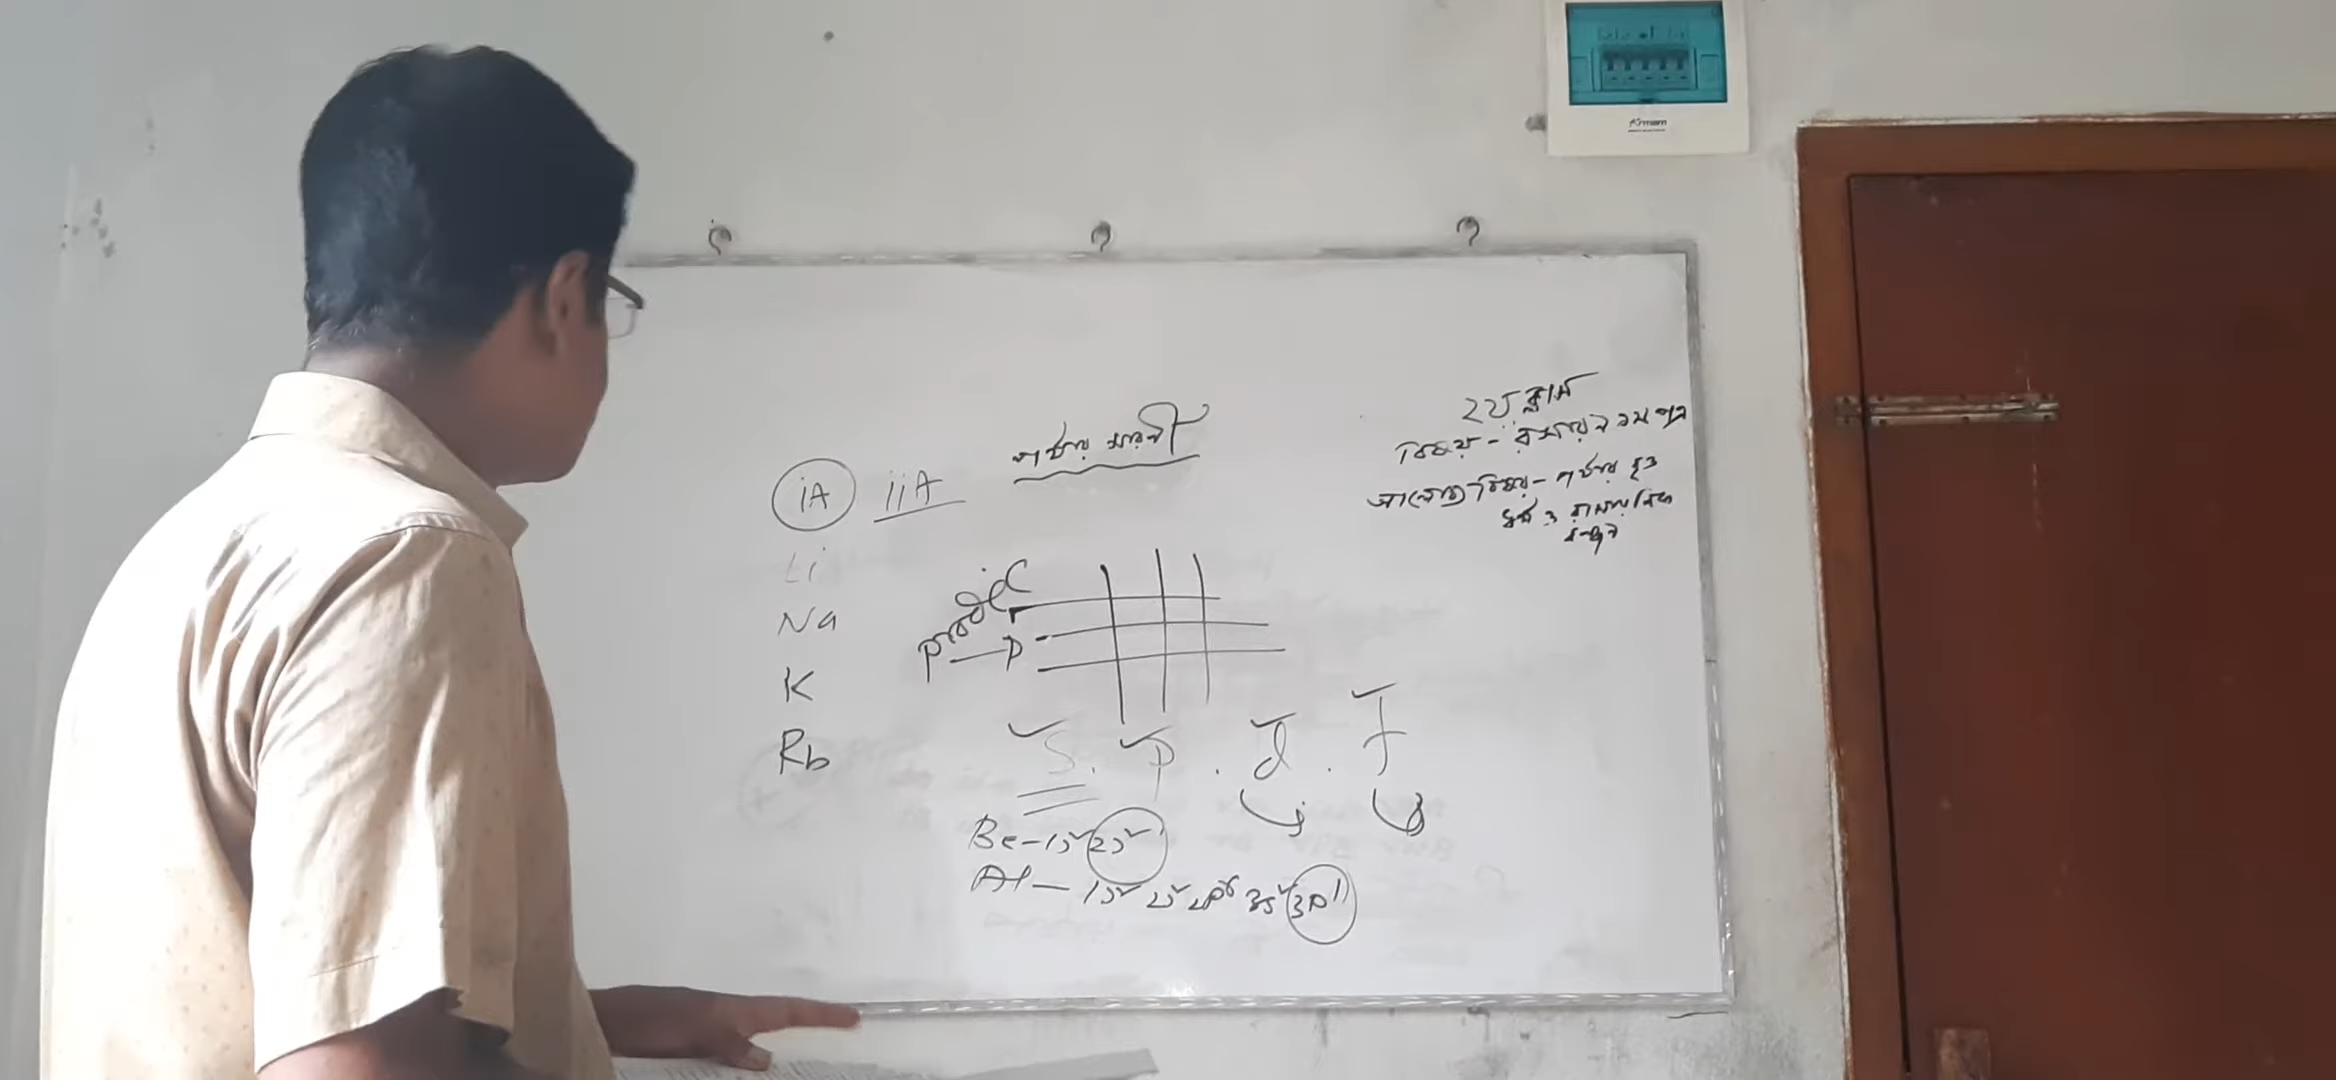 Armam
২য় ক্লাস
বিষয় - রসায়ন ১ম পত্র
আলোচ্য বিষয় - পর্যায় বৃত্ত
ধর্ম ও রাসায়নিক
বন্ধন
পর্যায় সারণী
iA iiA
Li
Na
K
Rb
P
S. P. d. f
Be - 1s² 2s²
Al - 1s² 2s² 2p⁶ 3s² 3p¹